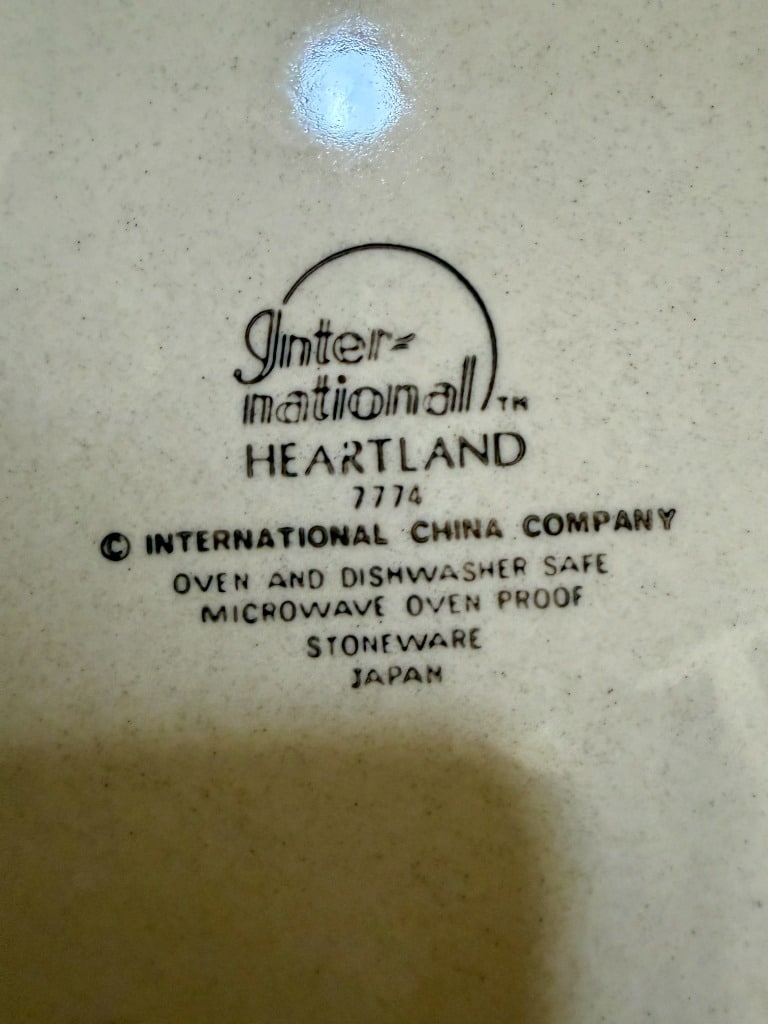 Inter-
national™
HEARTLAND
7774
© INTERNATIONAL CHINA COMPANY
OVEN AND DISHWASHER SAFE
MICROWAVE OVEN PROOF
STONEWARE
JAPAN